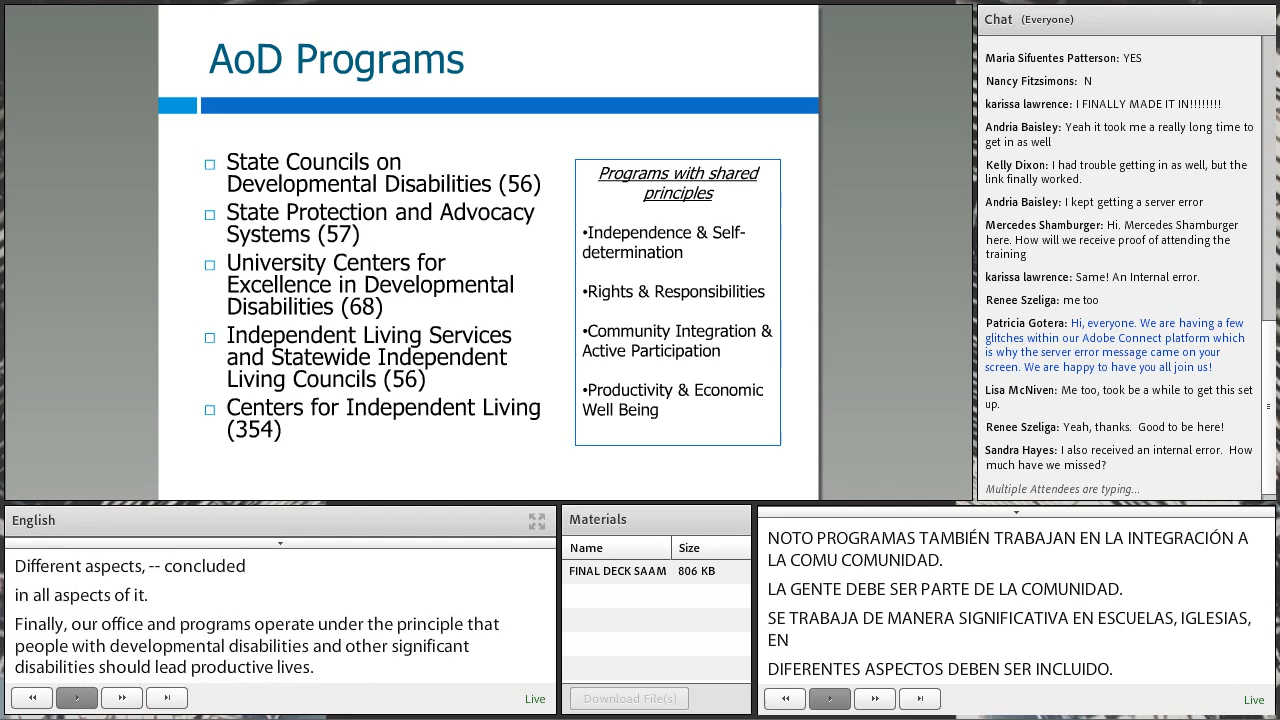 AoD Programs
State Councils on
Developmental Disabilities (56)
State Protection and Advocacy
Systems (57)
University Centers for
Excellence in Developmental
Disabilities (68)
Independent Living Services
and Statewide Independent
Living Councils (56)
Centers for Independent Living
(354)
Programs with shared
principles
•Independence & Self-
determination
•Rights & Responsibilities
•Community Integration &
Active Participation
•Productivity & Economic
Well Being
Chat (Everyone)
Maria Sifuentes Patterson: YES
Nancy Fitzsimons: N
karissa lawrence: I FINALLY MADE IT IN!!!!!!!!
Andria Baisley: Yeah it took me a really long time to
get in as well
Kelly Dixon: I had trouble getting in as well, but the
link finally worked.
Andria Baisley: I kept getting a server error
Mercedes Shamburger: Hi. Mercedes Shamburger
here. How will we receive proof of attending the
training
karissa lawrence: Same! An Internal error.
Renee Szeliga: me too
Patricia Gotera: Hi, everyone. We are having a few
glitches within our Adobe Connect platform which
is why the server error message came on your
screen. We are happy to have you all join us!
Lisa McNiven: Me too, took be a while to get this set
up.
Renee Szeliga: Yeah, thanks. Good to be here!
Sandra Hayes: I also received an internal error. How
much have we missed?
Multiple Attendees are typing...
English
Different aspects, -- concluded
in all aspects of it.
Finally, our office and programs operate under the principle that
people with developmental disabilities and other significant
disabilities should lead productive lives.
Live
Materials
Name Size
FINAL DECK SAAM 806 KB
Download File(s)
NOTO PROGRAMAS TAMBIÉN TRABAJAN EN LA INTEGRACIÓN A
LA COMU COMUNIDAD.
LA GENTE DEBE SER PARTE DE LA COMUNIDAD.
SE TRABAJA DE MANERA SIGNIFICATIVA EN ESCUELAS, IGLESIAS,
EN
DIFERENTES ASPECTOS DEBEN SER INCLUIDO.
Live